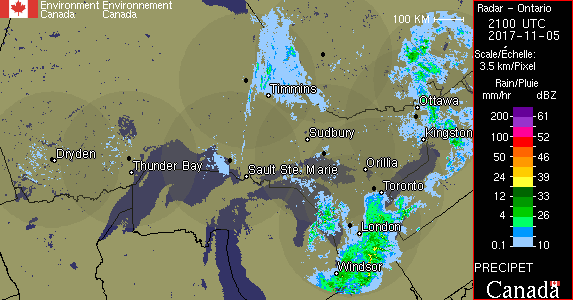 Environment Environnement
Canada Canada
100 KM
Radar - Ontario
2100 UTC
2017-11-05
Scale/Échelle:
3.5 km/Pixel
Rain/Pluie
mm/hr dBZ
200 61
100 52
50 46
24 39
12 33
4 26
0.1 10
PRECIPET
Canada
Timmins
Ottawa
Sudbury
Kingston
Dryden
Thunder Bay
Sault Ste. Marie
Orillia
Toronto
London
Windsor